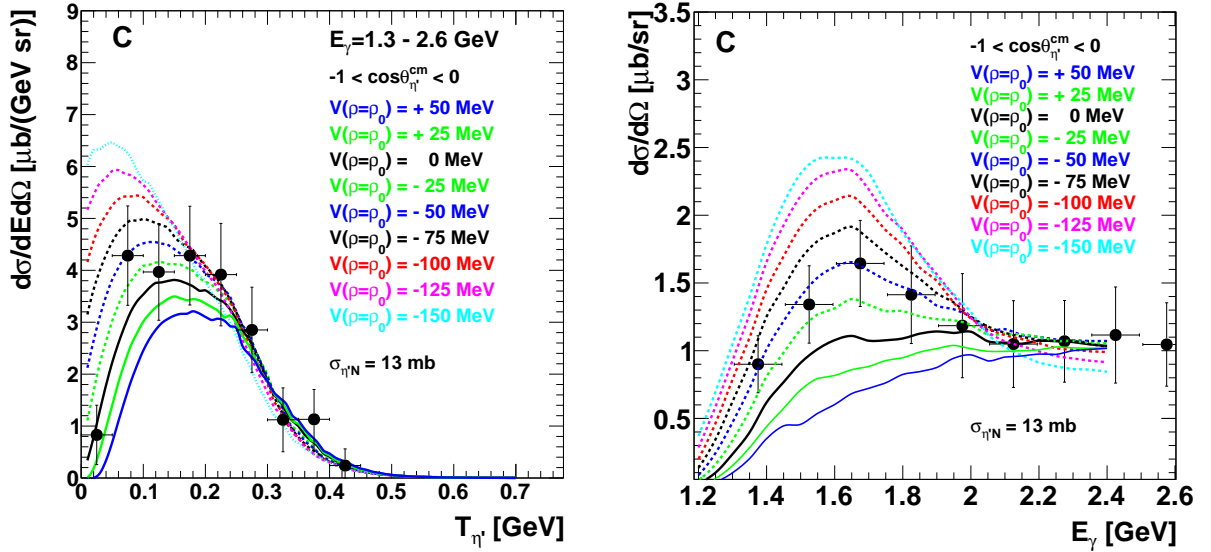 C
E_γ=1.3 - 2.6 GeV
-1 < cosθ^cm_η' < 0
V(ρ=ρ_0) = + 50 MeV
V(ρ=ρ_0) = + 25 MeV
V(ρ=ρ_0) = 0 MeV
V(ρ=ρ_0) = - 25 MeV
V(ρ=ρ_0) = - 50 MeV
V(ρ=ρ_0) = - 75 MeV
V(ρ=ρ_0) = -100 MeV
V(ρ=ρ_0) = -125 MeV
V(ρ=ρ_0) = -150 MeV
σ_η'N = 13 mb
dσ/dEdΩ [μb/(GeV sr)]
9
8
7
6
5
4
3
2
1
0
0 0.1 0.2 0.3 0.4 0.5 0.6 0.7
T_η' [GeV]
C
-1 < cosθ^cm_η' < 0
V(ρ=ρ_0) = + 50 MeV
V(ρ=ρ_0) = + 25 MeV
V(ρ=ρ_0) = 0 MeV
V(ρ=ρ_0) = - 25 MeV
V(ρ=ρ_0) = - 50 MeV
V(ρ=ρ_0) = - 75 MeV
V(ρ=ρ_0) = -100 MeV
V(ρ=ρ_0) = -125 MeV
V(ρ=ρ_0) = -150 MeV
σ_η'N = 13 mb
dσ/dΩ [μb/sr]
3.5
3
2.5
2
1.5
1
0.5
1.2 1.4 1.6 1.8 2 2.2 2.4 2.6
E_γ [GeV]